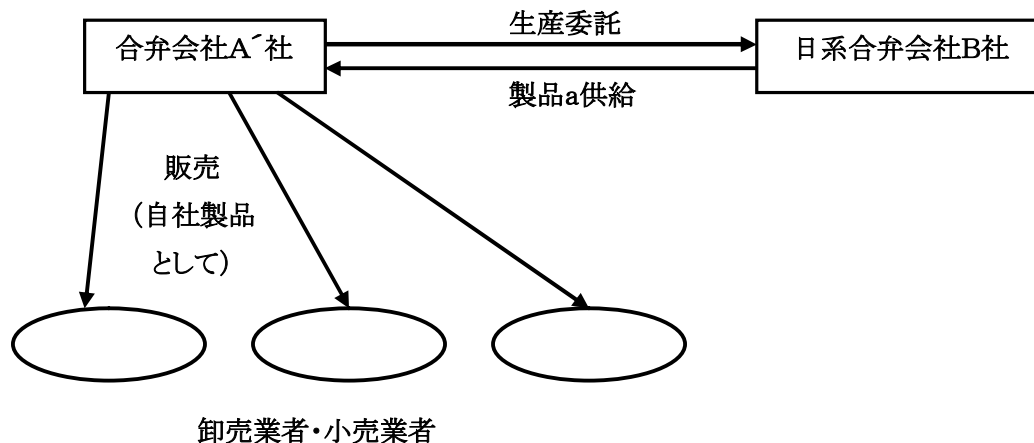 合弁会社A´社
生産委託
日系合弁会社B社
製品a供給
販売
（自社製品
として）
卸売業者・小売業者